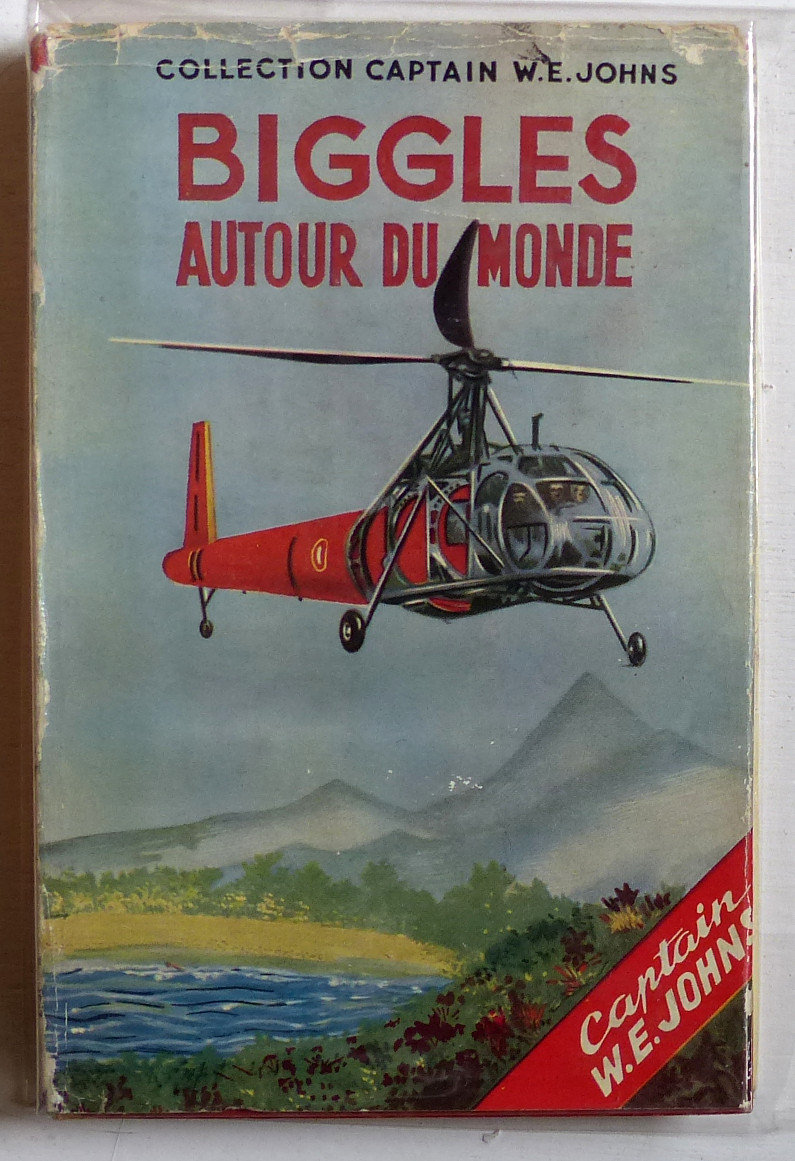 COLLECTION CAPTAIN W.E.JOHNS
BIGGLES
AUTOUR DU MONDE
Captain
W.E.JOHNS